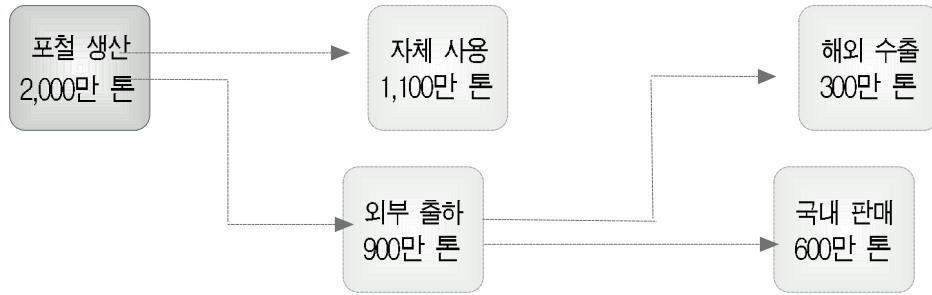 포철 생산
2,000만 톤
자체 사용
1,100만 톤
해외 수출
300만 톤
외부 출하
900만 톤
국내 판매
600만 톤